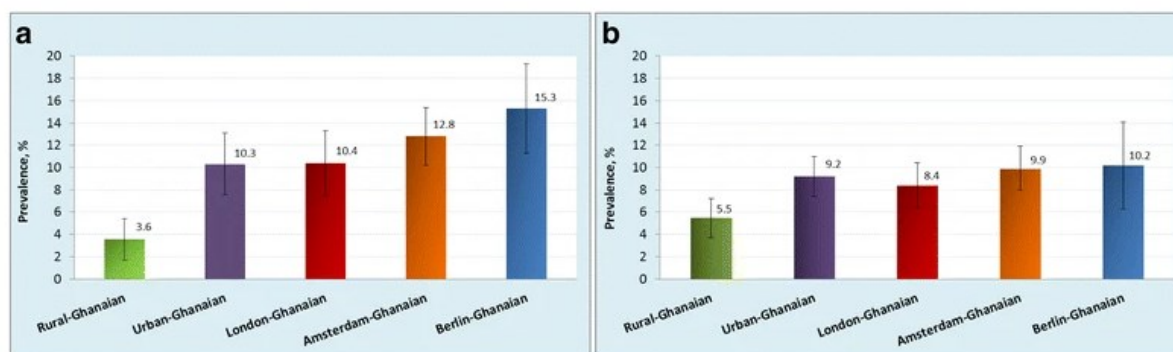 a
Prevalence, %
20
18
16
14
12
10
8
6
4
2
0
3.6
10.3
10.4
12.8
15.3
Rural-Ghanaian
Urban-Ghanaian
London-Ghanaian
Amsterdam-Ghanaian
Berlin-Ghanaian
b
Prevalence, %
20
18
16
14
12
10
8
6
4
2
0
5.5
9.2
8.4
9.9
10.2
Rural-Ghanaian
Urban-Ghanaian
London-Ghanaian
Amsterdam-Ghanaian
Berlin-Ghanaian